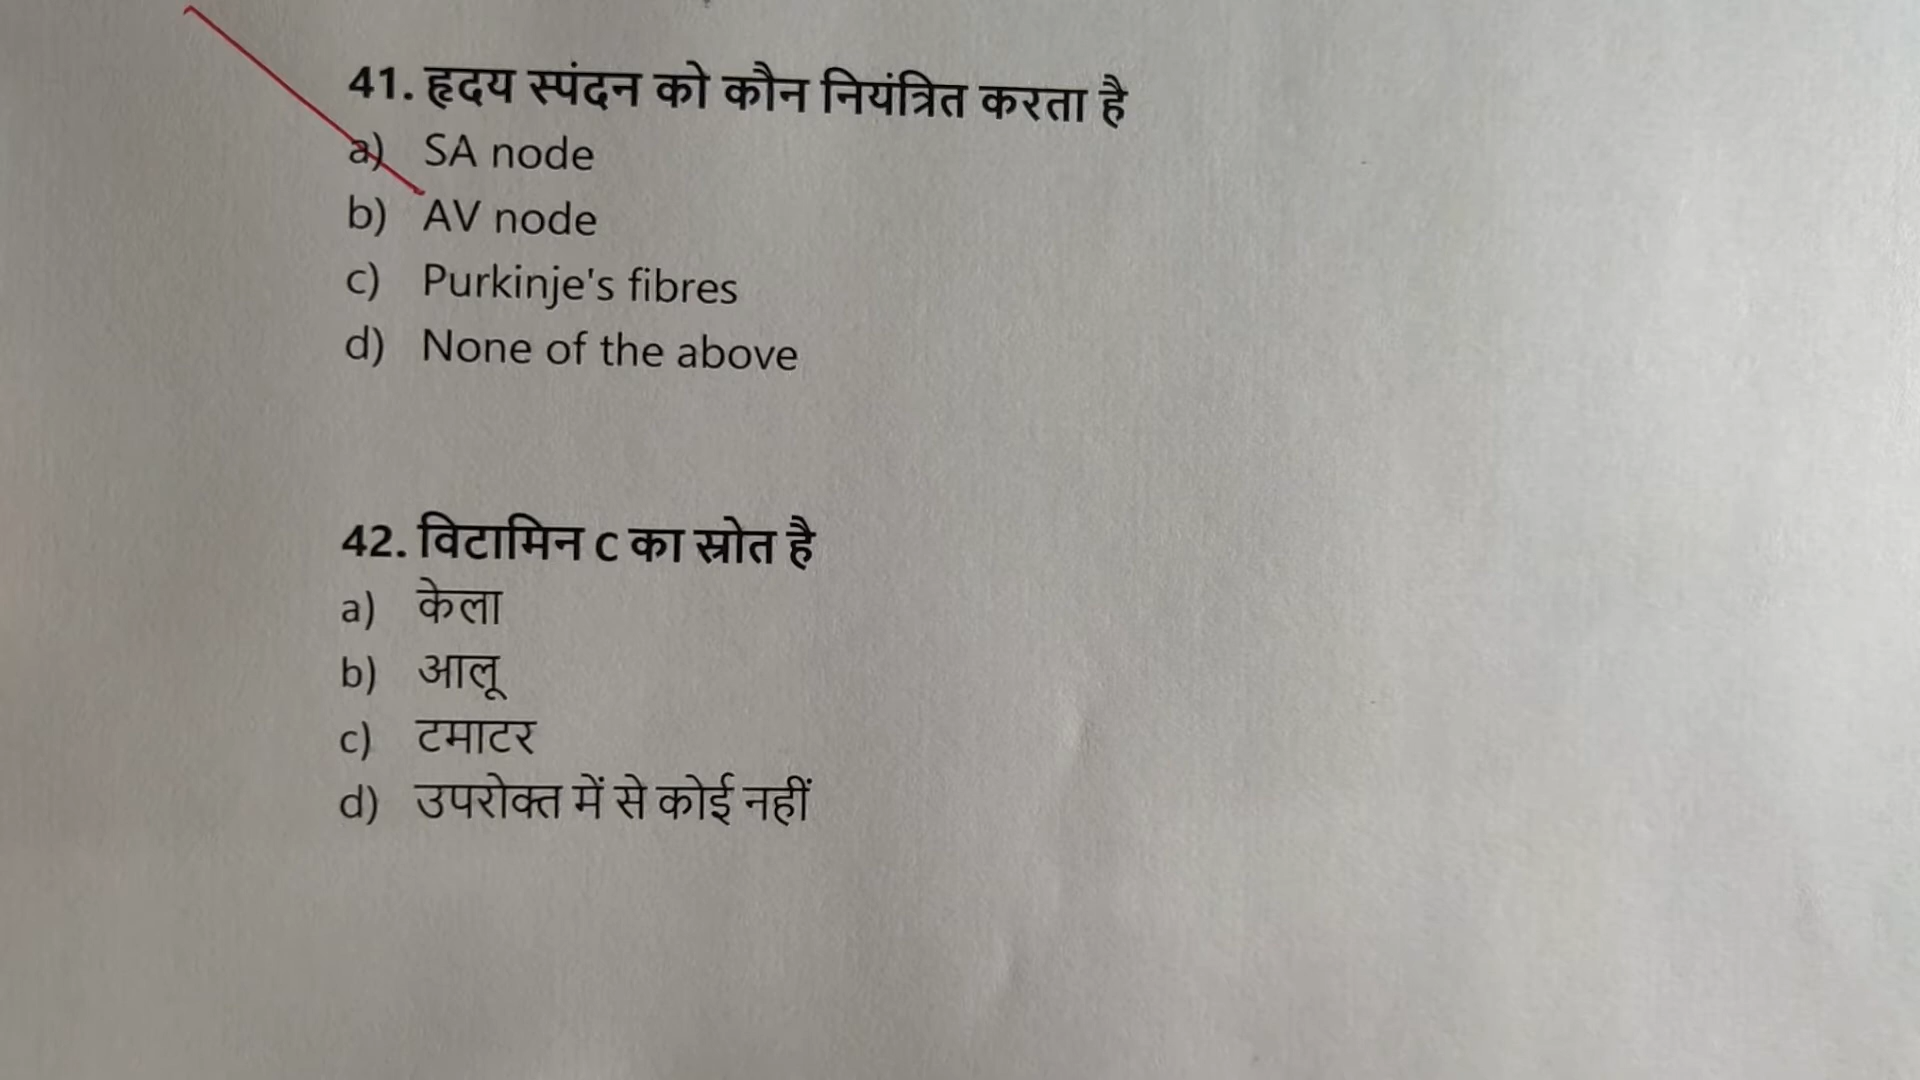 41. हृदय स्पंदन को कौन नियंत्रित करता है
a) SA node
b) AV node
c) Purkinje's fibres
d) None of the above
42. विटामिन C का स्रोत है
a) केला
b) आलू
c) टमाटर
d) उपरोक्त में से कोई नहीं